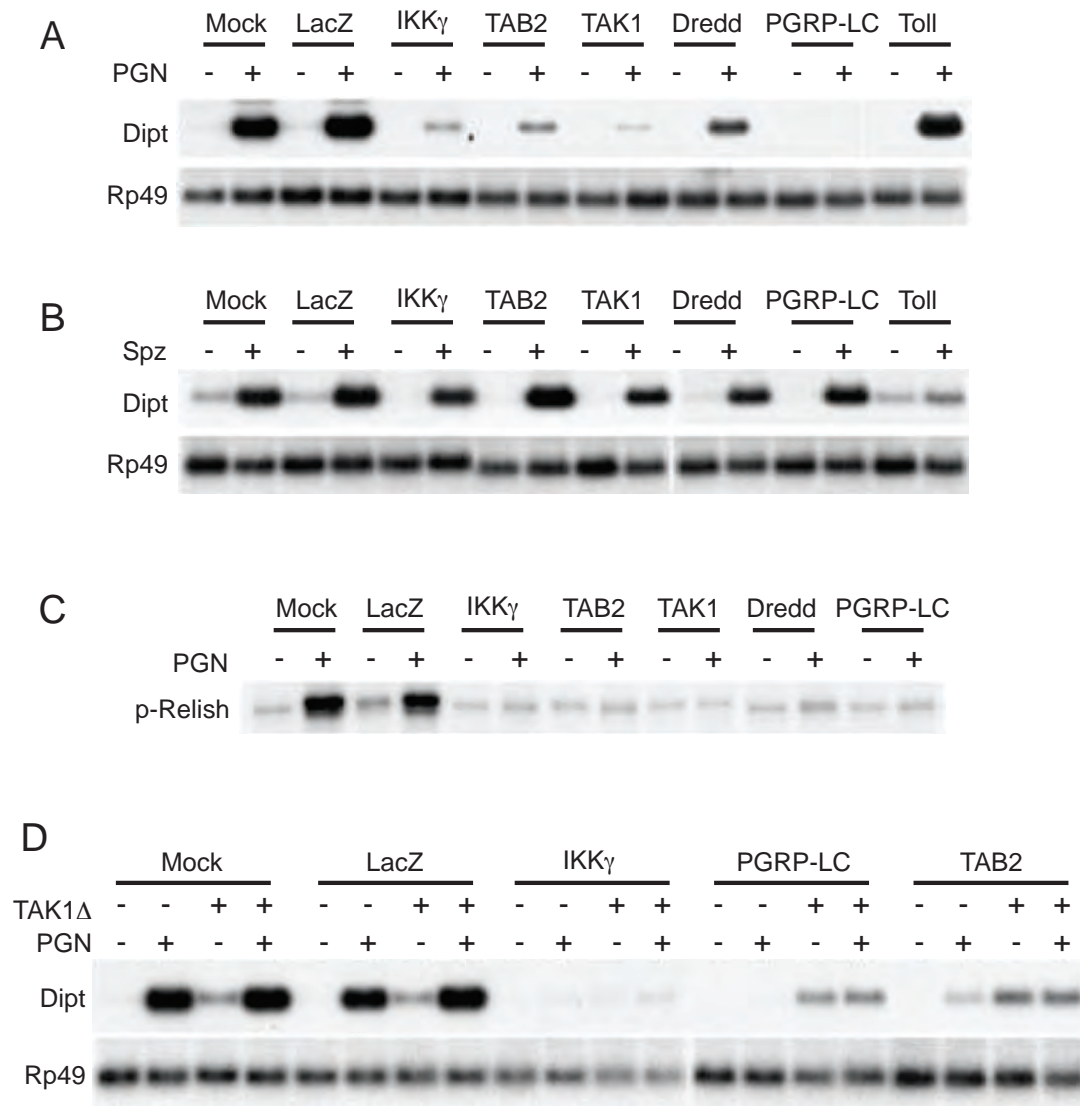 A
Mock LacZ IKKγ TAB2 TAK1 Dredd PGRP-LC Toll
PGN - + - + - + - + - + - + - + - +
Dipt
Rp49
B
Mock LacZ IKKγ TAB2 TAK1 Dredd PGRP-LC Toll
Spz - + - + - + - + - + - + - + - +
Dipt
Rp49
C
Mock LacZ IKKγ TAB2 TAK1 Dredd PGRP-LC
PGN - + - + - + - + - + - + - +
p-Relish
D
Mock LacZ IKKγ PGRP-LC TAB2
TAK1Δ - - + + - - + + - - + + - - + + - - + +
PGN - + - + - + - + - + - + - + - + - + - +
Dipt
Rp49